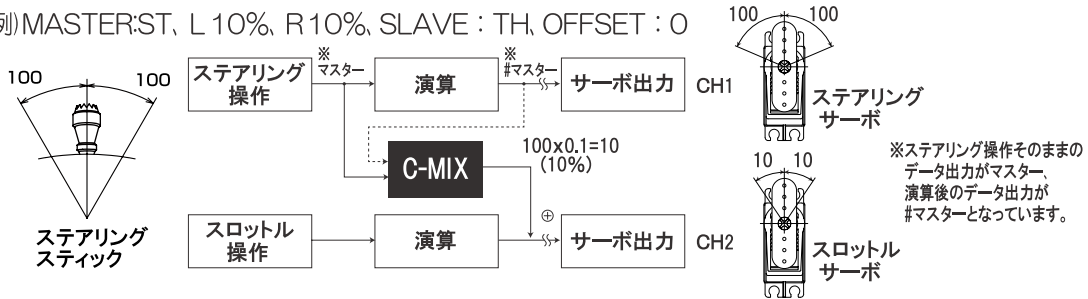 例)MASTER:ST、L10%、R10%、SLAVE:TH、OFFSET:0
100 100
ステアリング
スティック
ステアリング
操作
※
マスター
演算
※
#マスター
サーボ出力
CH1
C-MIX
100x0.1=10
(10%)
スロットル
操作
演算
⊕
サーボ出力
CH2
100 100
ステアリング
サーボ
10 10
スロットル
サーボ
※ステアリング操作そのままの
データ出力がマスター、
演算後のデータ出力が
#マスターとなっています。